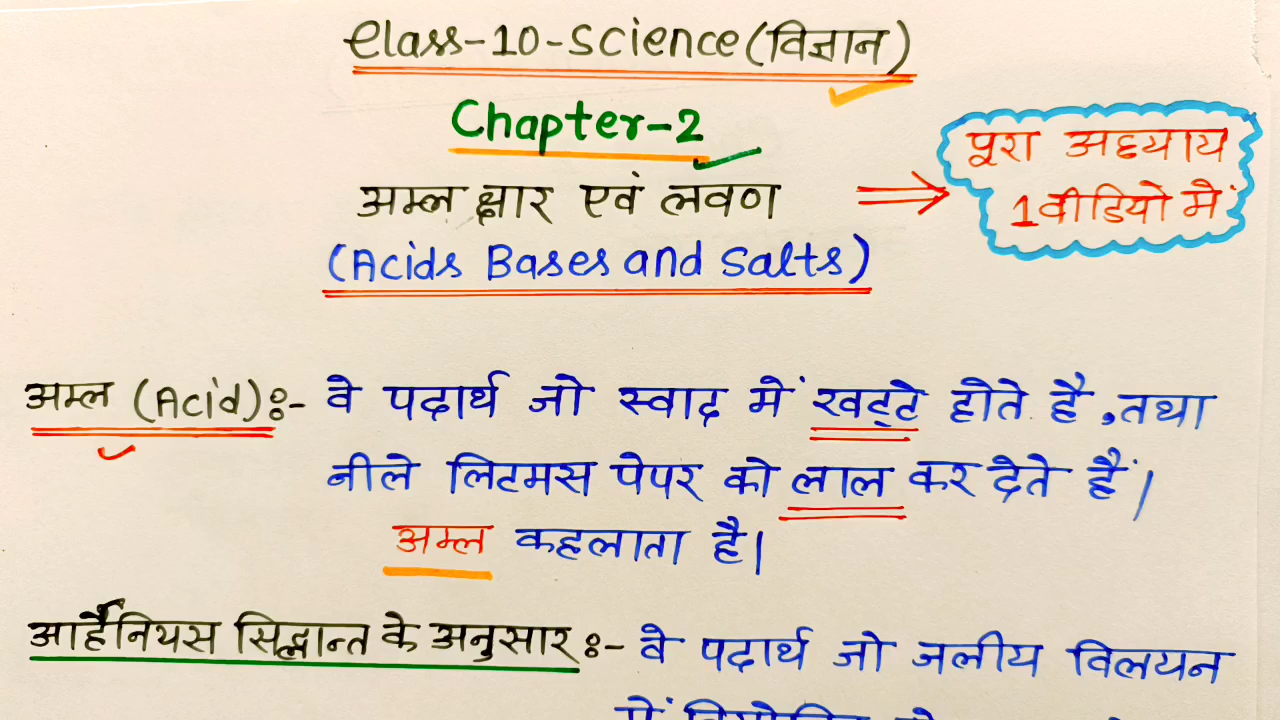 Class-10-Science(विज्ञान)
Chapter-2
अम्ल क्षार एवं लवण
(Acids Bases and Salts)
पूरा अध्याय
1 वीडियो में
अम्ल (Acid):- वे पदार्थ जो स्वाद में खट्टे होते है, तथा
नीले लिटमस पेपर को लाल कर देते हैं।
अम्ल कहलाता है।
आर्हेनियस सिद्धान्त के अनुसार:- वे पदार्थ जो जलीय विलयन
में